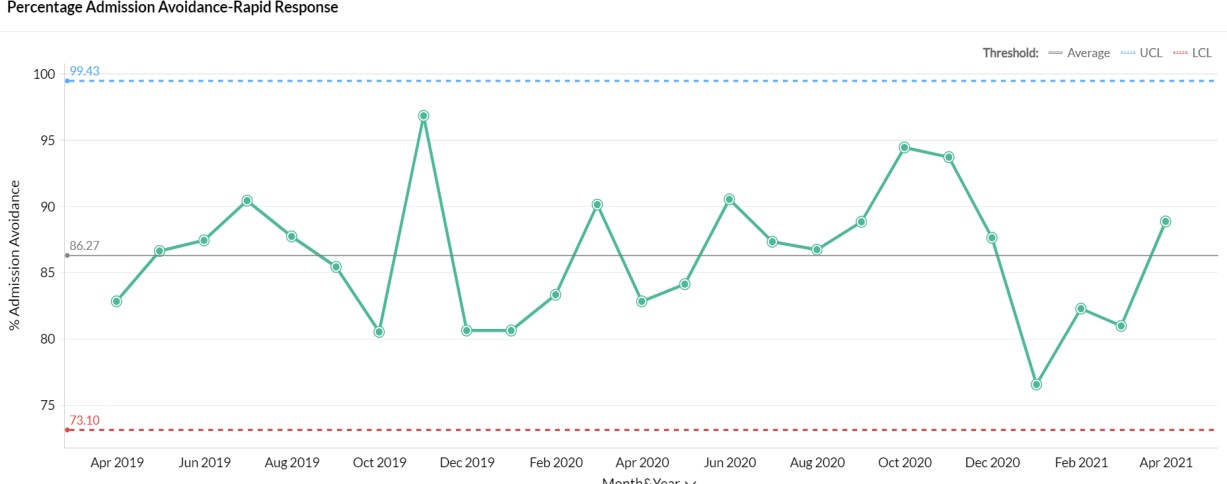 Percentage Admission Avoidance-Rapid Response
Threshold: Average UCL LCL
% Admission Avoidance
100
99.43
95
90
86.27
85
80
75
73.10
Apr 2019 Jun 2019 Aug 2019 Oct 2019 Dec 2019 Feb 2020 Apr 2020 Jun 2020 Aug 2020 Oct 2020 Dec 2020 Feb 2021 Apr 2021
Month&Year